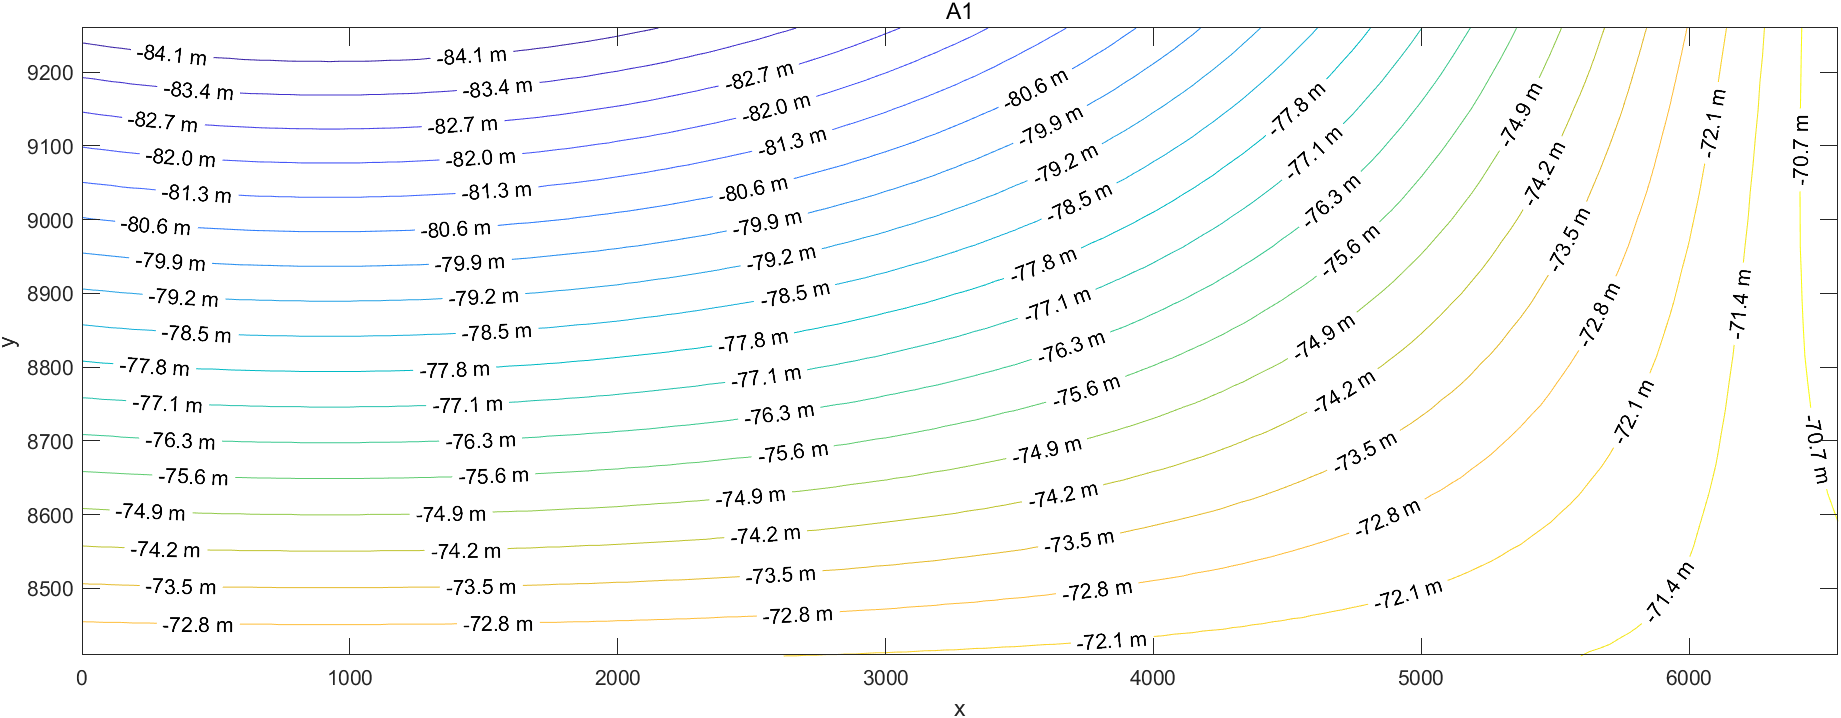 A1
-84.1 m -84.1 m
-83.4 m -83.4 m -82.7 m
-82.7 m -82.7 m -82.0 m
-82.0 m -82.0 m -81.3 m
-81.3 m -81.3 m -80.6 m -80.6 m
-80.6 m -80.6 m -79.9 m -79.9 m
-79.9 m -79.9 m -79.2 m -79.2 m
-79.2 m -79.2 m -78.5 m -78.5 m
-78.5 m -78.5 m -77.8 m -77.8 m -77.8 m
-77.8 m -77.8 m -77.1 m -77.1 m -77.1 m
-77.1 m -77.1 m -76.3 m -76.3 m -76.3 m
-76.3 m -76.3 m -75.6 m -75.6 m -75.6 m
-75.6 m -75.6 m -74.9 m -74.9 m -74.9 m -74.9 m
-74.9 m -74.9 m -74.2 m -74.2 m -74.2 m -74.2 m
-74.2 m -74.2 m -73.5 m -73.5 m -73.5 m -73.5 m
-73.5 m -73.5 m -72.8 m -72.8 m -72.8 m -72.8 m
-72.8 m -72.8 m -72.1 m -72.1 m -72.1 m -72.1 m
-71.4 m -71.4 m
-70.7 m -70.7 m
9200
9100
9000
8900
8800
8700
8600
8500
y
0 1000 2000 3000 4000 5000 6000
x